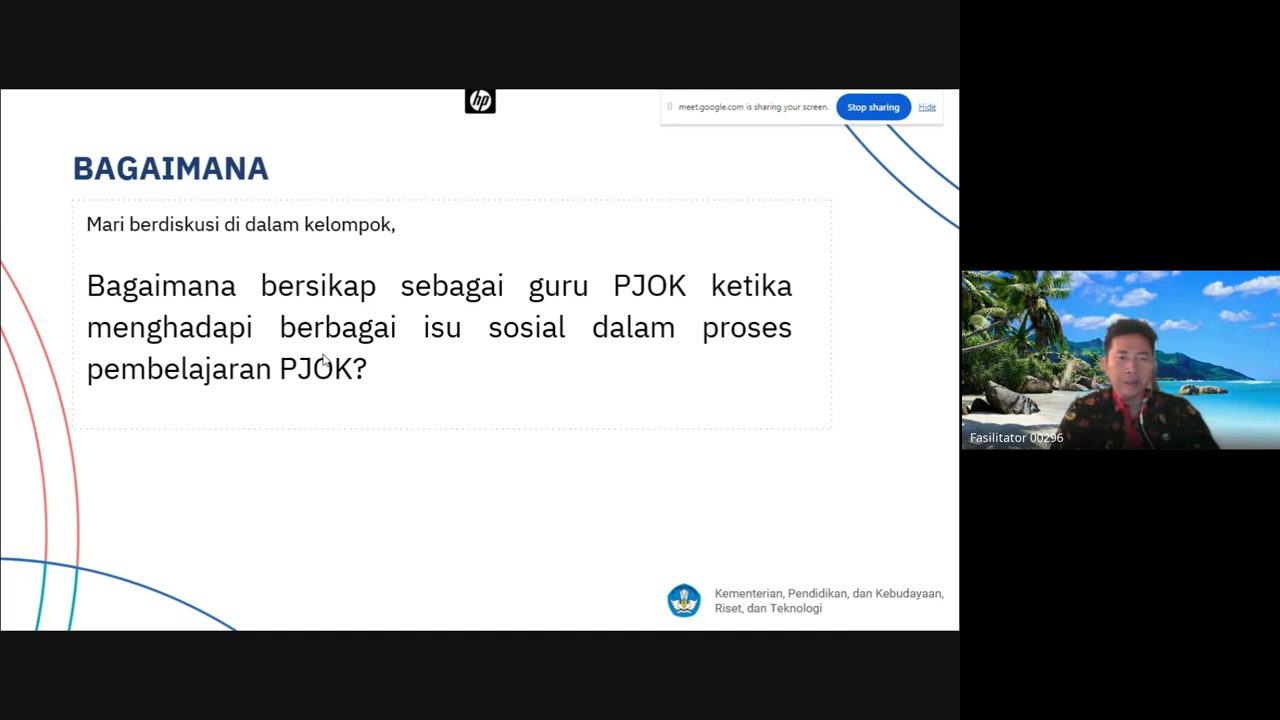 hp
meet.google.com is sharing your screen.
Stop sharing
Hide
BAGAIMANA
Mari berdiskusi di dalam kelompok,
Bagaimana bersikap sebagai guru PJOK ketika
menghadapi berbagai isu sosial dalam proses
pembelajaran PJOK?
Fasilitator 00296
Kementerian, Pendidikan, dan Kebudayaan,
Riset, dan Teknologi